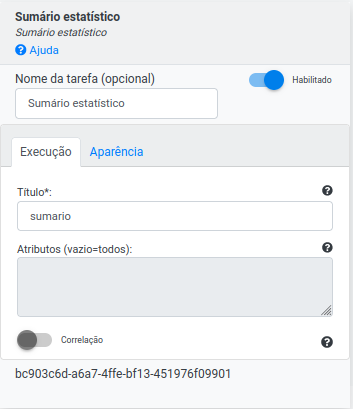 Sumário estatístico
Sumário estatístico
? Ajuda
Nome da tarefa (opcional)
Habilitado
Sumário estatístico
Execução
Aparência
Título*:
?
sumario
Atributos (vazio=todos):
?
Correlação
?
bc903c6d-a6a7-4ffe-bf13-451976f09901